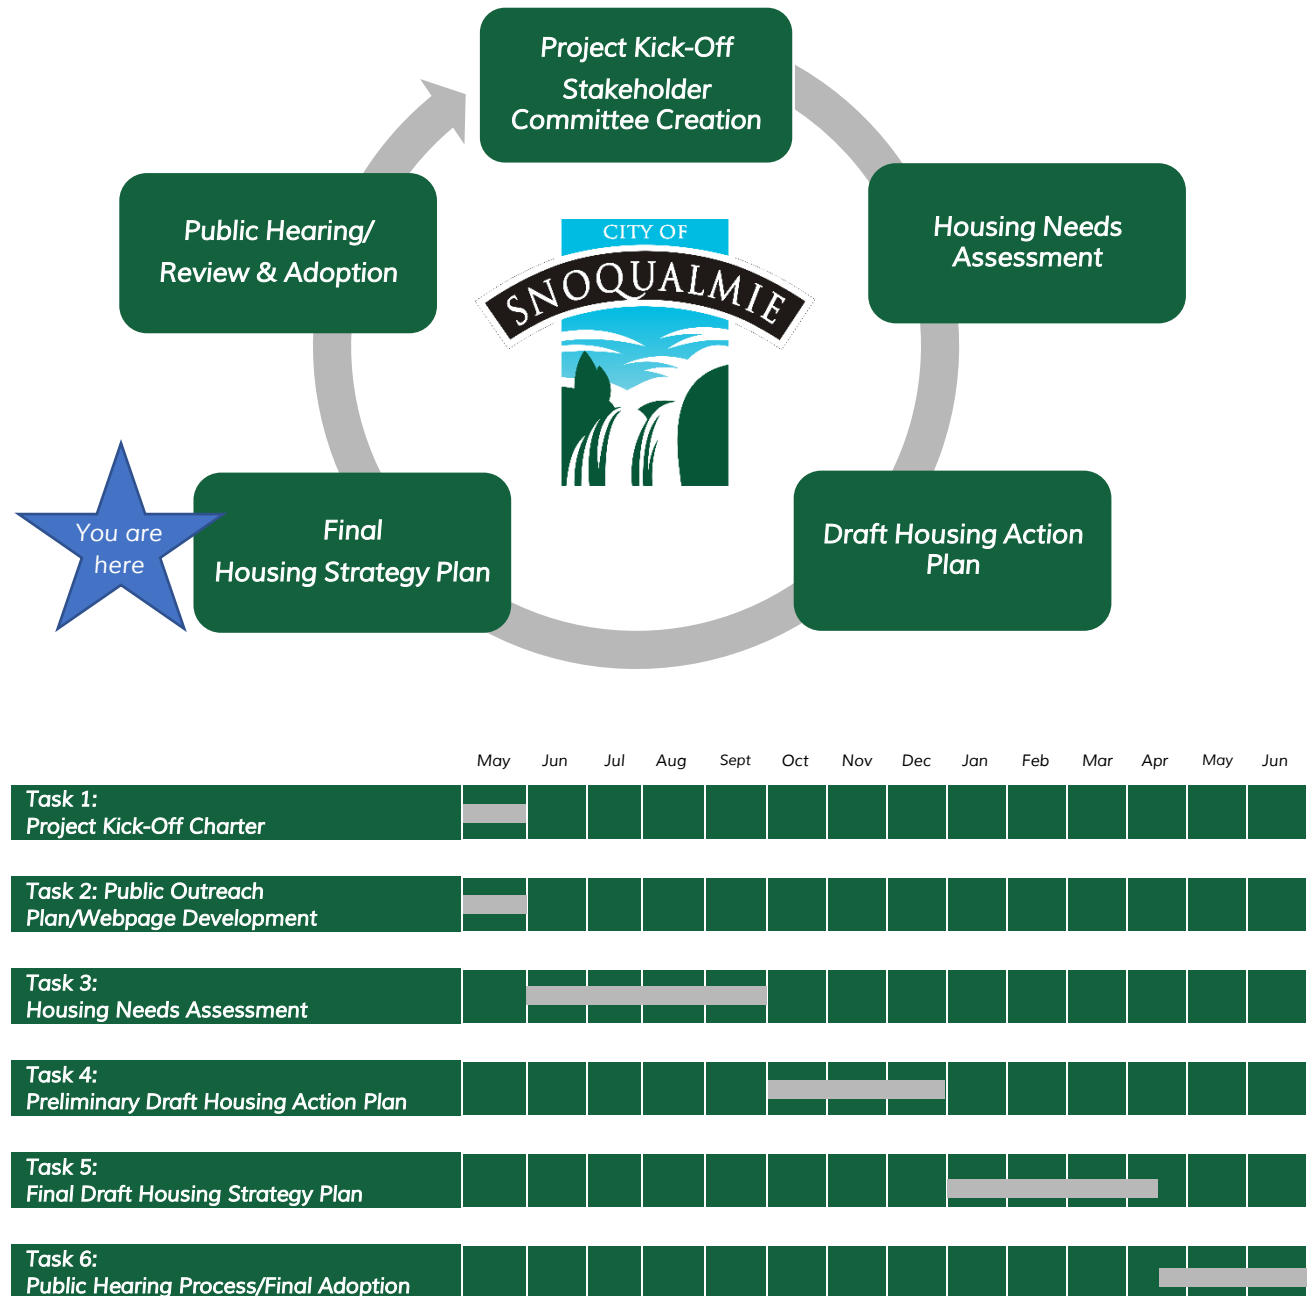 Project Kick-Off
Stakeholder
Committee Creation
Public Hearing/
Review & Adoption
CITY OF
SNOQUALMIE
Housing Needs
Assessment
You are
here
Final
Housing Strategy Plan
Draft Housing Action
Plan
May Jun Jul Aug Sept Oct Nov Dec Jan Feb Mar Apr May Jun
Task 1:
Project Kick-Off Charter
Task 2: Public Outreach
Plan/Webpage Development
Task 3:
Housing Needs Assessment
Task 4:
Preliminary Draft Housing Action Plan
Task 5:
Final Draft Housing Strategy Plan
Task 6:
Public Hearing Process/Final Adoption